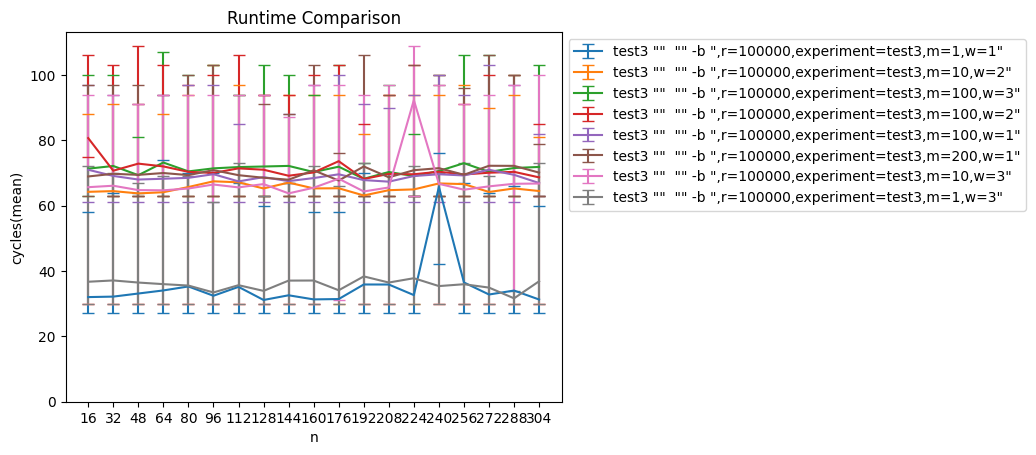 Runtime Comparison
cycles(mean)
100
80
60
40
20
0
16 32 48 64 80 96 112 128 144 160 176 192 208 224 240 256 272 288 304
n
test3 "" "" -b ",r=100000,experiment=test3,m=1,w=1"
test3 "" "" -b ",r=100000,experiment=test3,m=10,w=2"
test3 "" "" -b ",r=100000,experiment=test3,m=100,w=3"
test3 "" "" -b ",r=100000,experiment=test3,m=100,w=2"
test3 "" "" -b ",r=100000,experiment=test3,m=100,w=1"
test3 "" "" -b ",r=100000,experiment=test3,m=200,w=1"
test3 "" "" -b ",r=100000,experiment=test3,m=10,w=3"
test3 "" "" -b ",r=100000,experiment=test3,m=1,w=3"